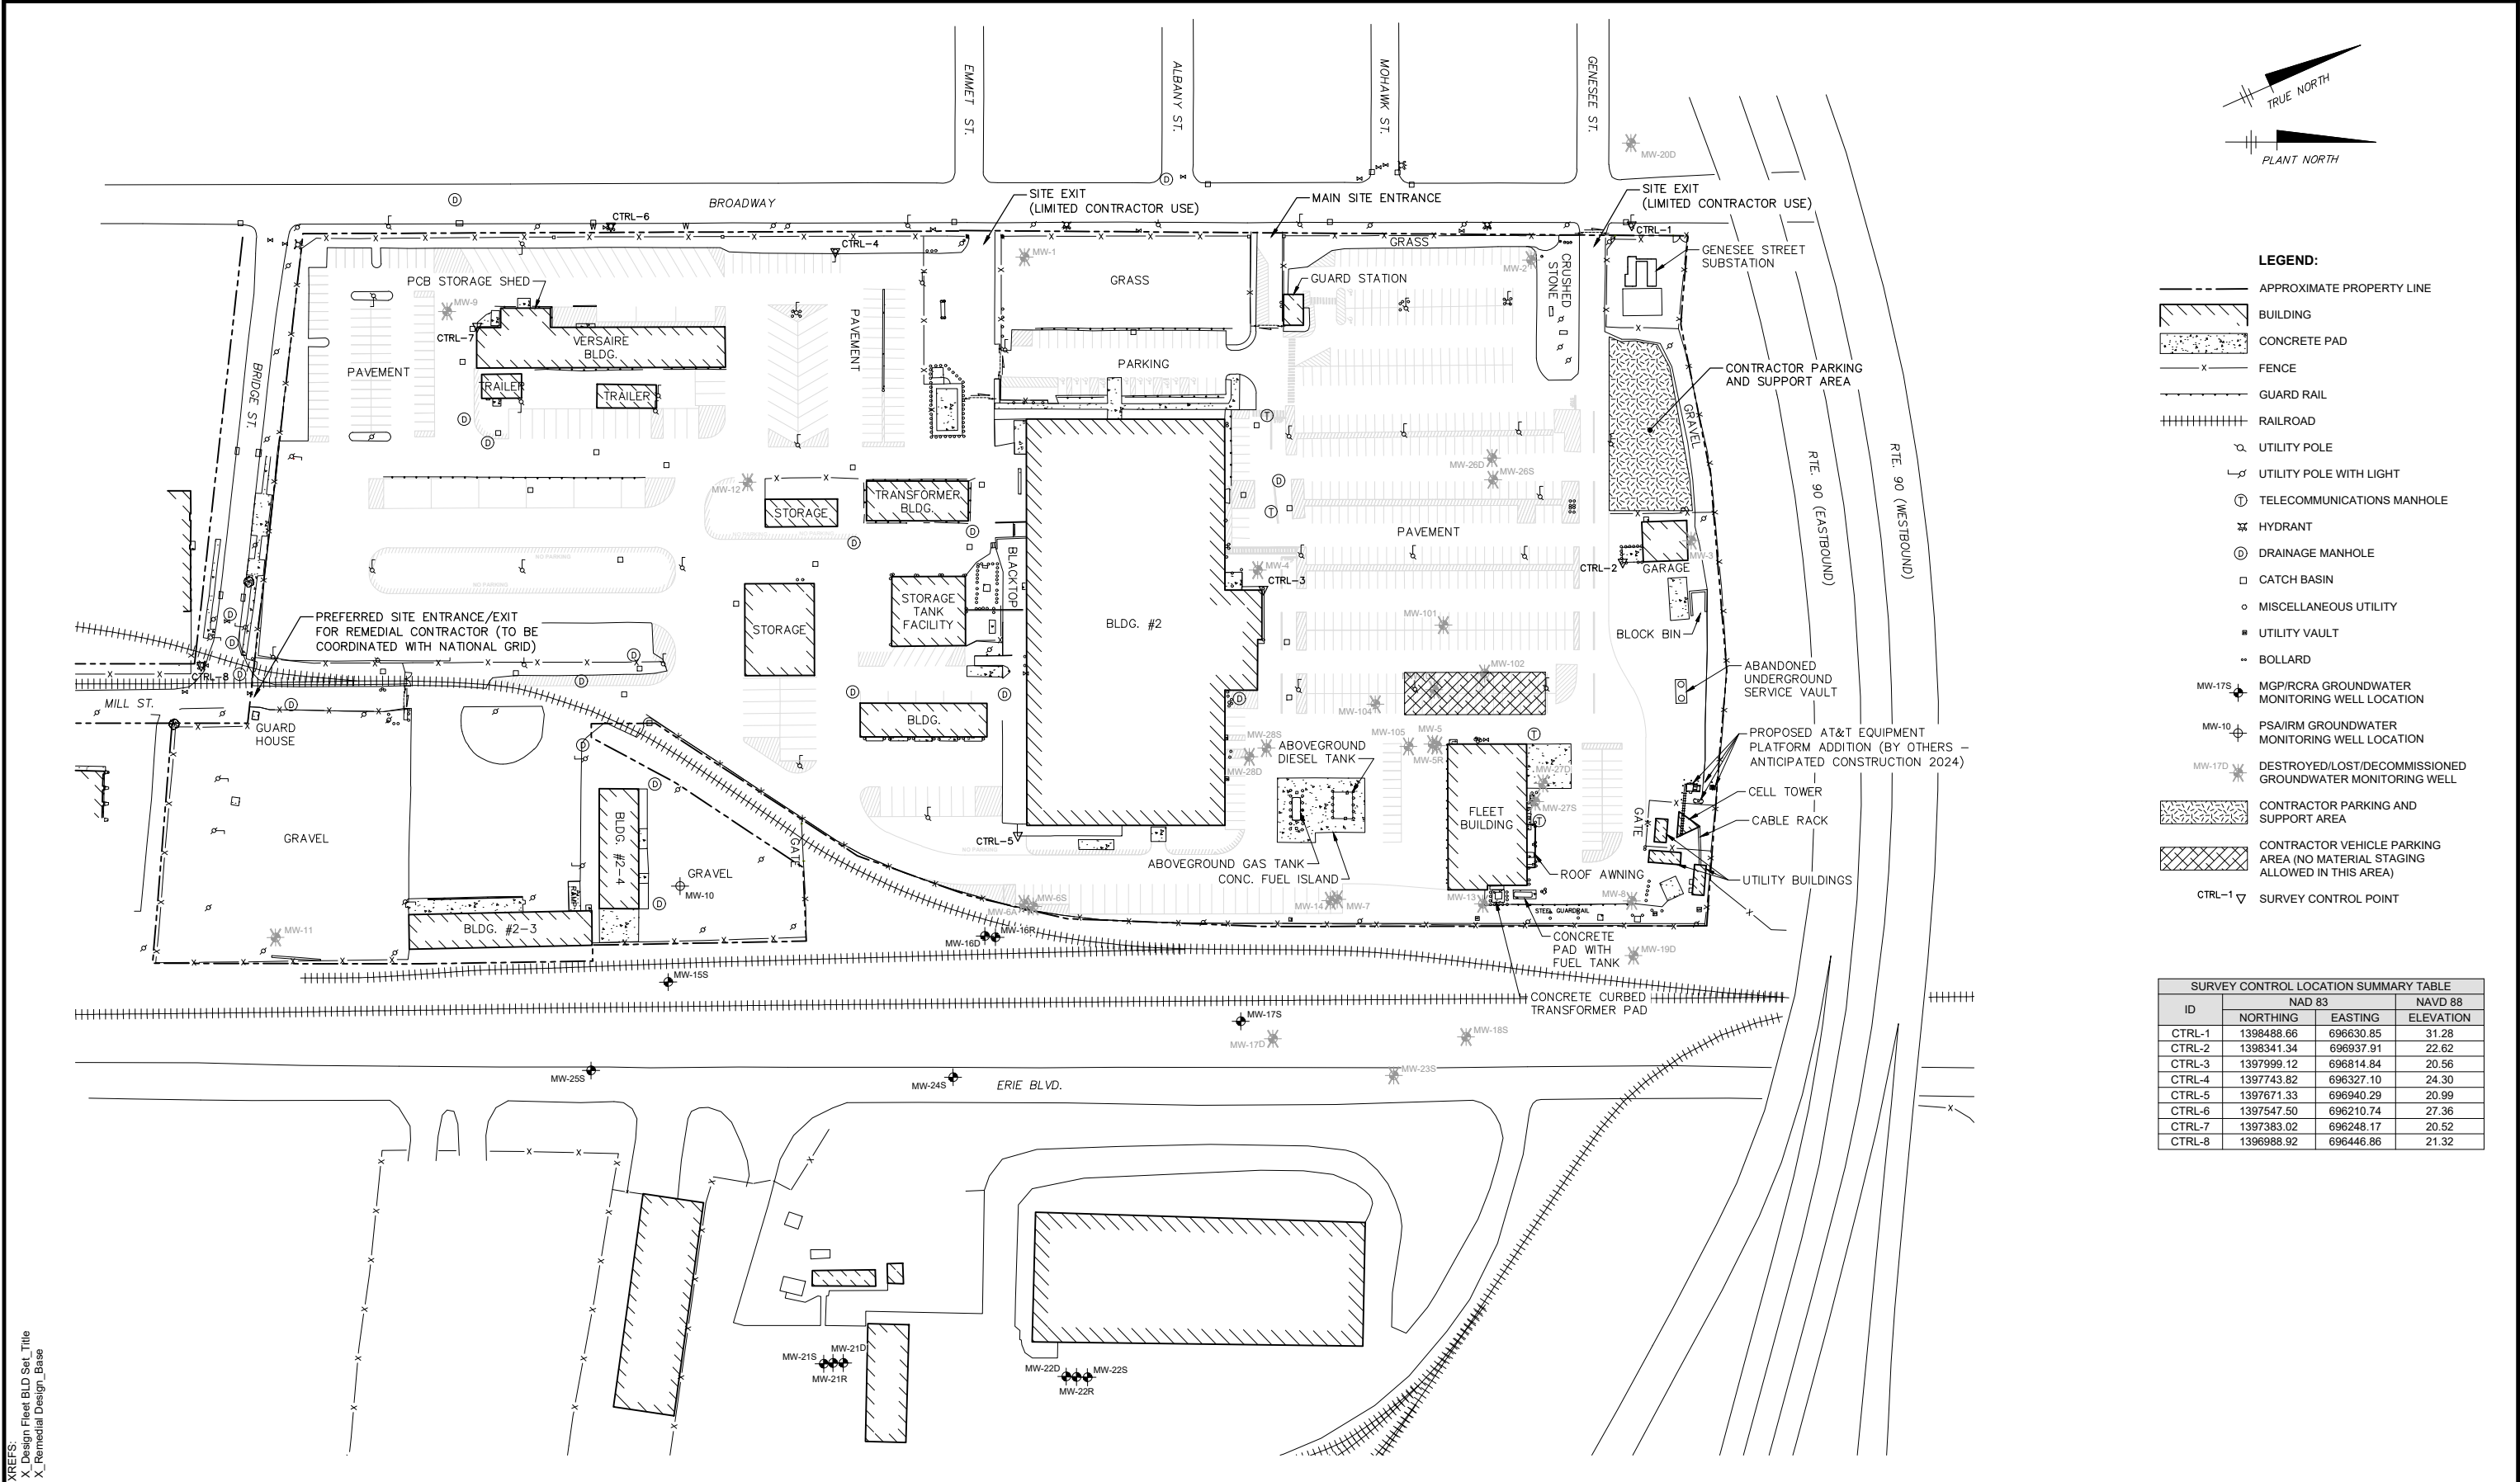 EMMET ST.
ALBANY ST.
MOHAWK ST.
GENESEE ST.
TRUE NORTH
PLANT NORTH
MW-20D
SITE EXIT
(LIMITED CONTRACTOR USE)
MAIN SITE ENTRANCE
SITE EXIT
(LIMITED CONTRACTOR USE)
BROADWAY
CTRL-6
CTRL-4
CTRL-1
MW-1
GRASS
MW-2
GRASS
CRUSHED
STONE
GENESEE STREET
SUBSTATION
GUARD STATION
PCB STORAGE SHED
MW-9
CTRL-7
VERSAIRE
BLDG.
PAVEMENT
PAVEMENT
PARKING
TRAILER
TRAILER
BRIDGE ST.
CONTRACTOR PARKING
AND SUPPORT AREA
GRAVEL
RTE. 90 (EASTBOUND)
RTE. 90 (WESTBOUND)
MW-26D
MW-26S
MW-12
STORAGE
TRANSFORMER
BLDG.
NO PARKING
NO PARKING
NO PARKING
NO PARKING
PAVEMENT
MW-3
MW-4
CTRL-3
CTRL-2
GARAGE
BLACKTOP
STORAGE
TANK
FACILITY
STORAGE
BLDG. #2
MW-101
BLOCK BIN
PREFERRED SITE ENTRANCE/EXIT
FOR REMEDIAL CONTRACTOR (TO BE
COORDINATED WITH NATIONAL GRID)
CTRL-8
MILL ST.
GUARD
HOUSE
MW-102
MW-104
ABANDONED
UNDERGROUND
SERVICE VAULT
BLDG.
MW-28S
MW-28D
MW-105
MW-5
MW-5R
ABOVEGROUND
DIESEL TANK
PROPOSED AT&T EQUIPMENT
PLATFORM ADDITION (BY OTHERS –
ANTICIPATED CONSTRUCTION 2024)
MW-27D
MW-27S
CELL TOWER
CABLE RACK
GATE
FLEET
BUILDING
GRAVEL
BLDG. #2-4
GATE
GRAVEL
MW-10
CTRL-5
NO PARKING
ABOVEGROUND GAS TANK
CONC. FUEL ISLAND
ROOF AWNING
UTILITY BUILDINGS
RAMP
BLDG. #2-3
MW-11
MW-6A
MW-6S
MW-14
MW-7
MW-13
MW-8
STEEL GUARDRAIL
MW-16D
MW-16R
MW-15S
CONCRETE
PAD WITH
FUEL TANK
MW-19D
CONCRETE CURBED
TRANSFORMER PAD
MW-17S
MW-17D
MW-18S
MW-25S
MW-24S
ERIE BLVD.
MW-23S
MW-21S
MW-21D
MW-21R
MW-22D
MW-22S
MW-22R
LEGEND:
APPROXIMATE PROPERTY LINE
BUILDING
CONCRETE PAD
FENCE
GUARD RAIL
RAILROAD
UTILITY POLE
UTILITY POLE WITH LIGHT
TELECOMMUNICATIONS MANHOLE
HYDRANT
DRAINAGE MANHOLE
CATCH BASIN
MISCELLANEOUS UTILITY
UTILITY VAULT
BOLLARD
MW-17S MGP/RCRA GROUNDWATER
MONITORING WELL LOCATION
MW-10 PSA/IRM GROUNDWATER
MONITORING WELL LOCATION
MW-17D DESTROYED/LOST/DECOMMISSIONED
GROUNDWATER MONITORING WELL
CONTRACTOR PARKING AND
SUPPORT AREA
CONTRACTOR VEHICLE PARKING
AREA (NO MATERIAL STAGING
ALLOWED IN THIS AREA)
CTRL-1 SURVEY CONTROL POINT
SURVEY CONTROL LOCATION SUMMARY TABLE
ID NAD 83 NAVD 88
NORTHING EASTING ELEVATION
CTRL-1 1398488.66 696630.85 31.28
CTRL-2 1398341.34 696937.91 22.62
CTRL-3 1397999.12 696814.84 20.56
CTRL-4 1397743.82 696327.10 24.30
CTRL-5 1397671.33 696940.29 20.99
CTRL-6 1397547.50 696210.74 27.36
CTRL-7 1397383.02 696248.17 20.52
CTRL-8 1396988.92 696446.86 21.32
XREFS:
X_Design Fleet BLD Set_Title
X_Remedial Design_Base